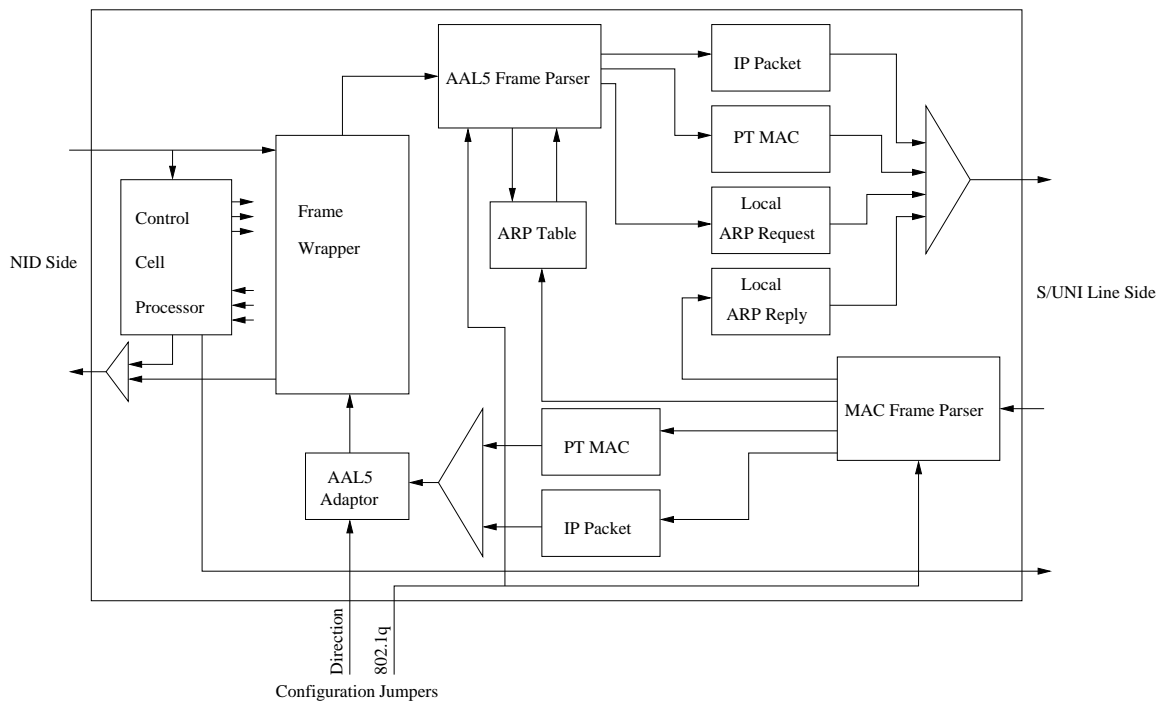 AAL5 Frame Parser
IP Packet
PT MAC
Local
ARP Request
Local
ARP Reply
ARP Table
Frame
Wrapper
Control
Cell
Processor
NID Side
S/UNI Line Side
MAC Frame Parser
PT MAC
IP Packet
AAL5
Adaptor
Direction
802.1q
Configuration Jumpers